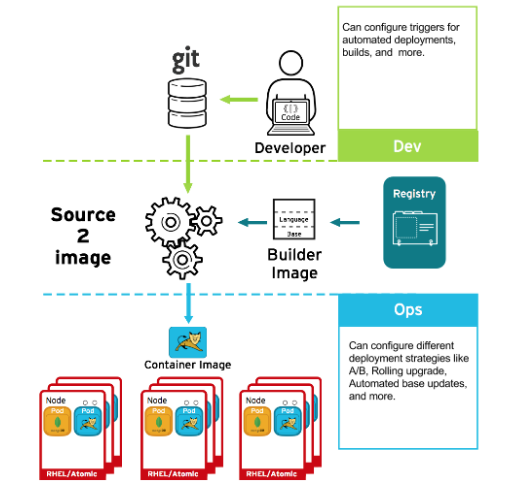 Can configure triggers for
automated deployments,
builds, and more.
git
Code
Developer
Dev
Source
2
image
Language
Base
Builder
Image
Registry
Ops
Can configure different
deployment strategies like
A/B, Rolling upgrade,
Automated base updates,
and more.
Container Image
Node
Pod
Pod
RHEL/Atomic
Node
Pod
Pod
RHEL/Atomic
Node
Pod
Pod
RHEL/Atomic